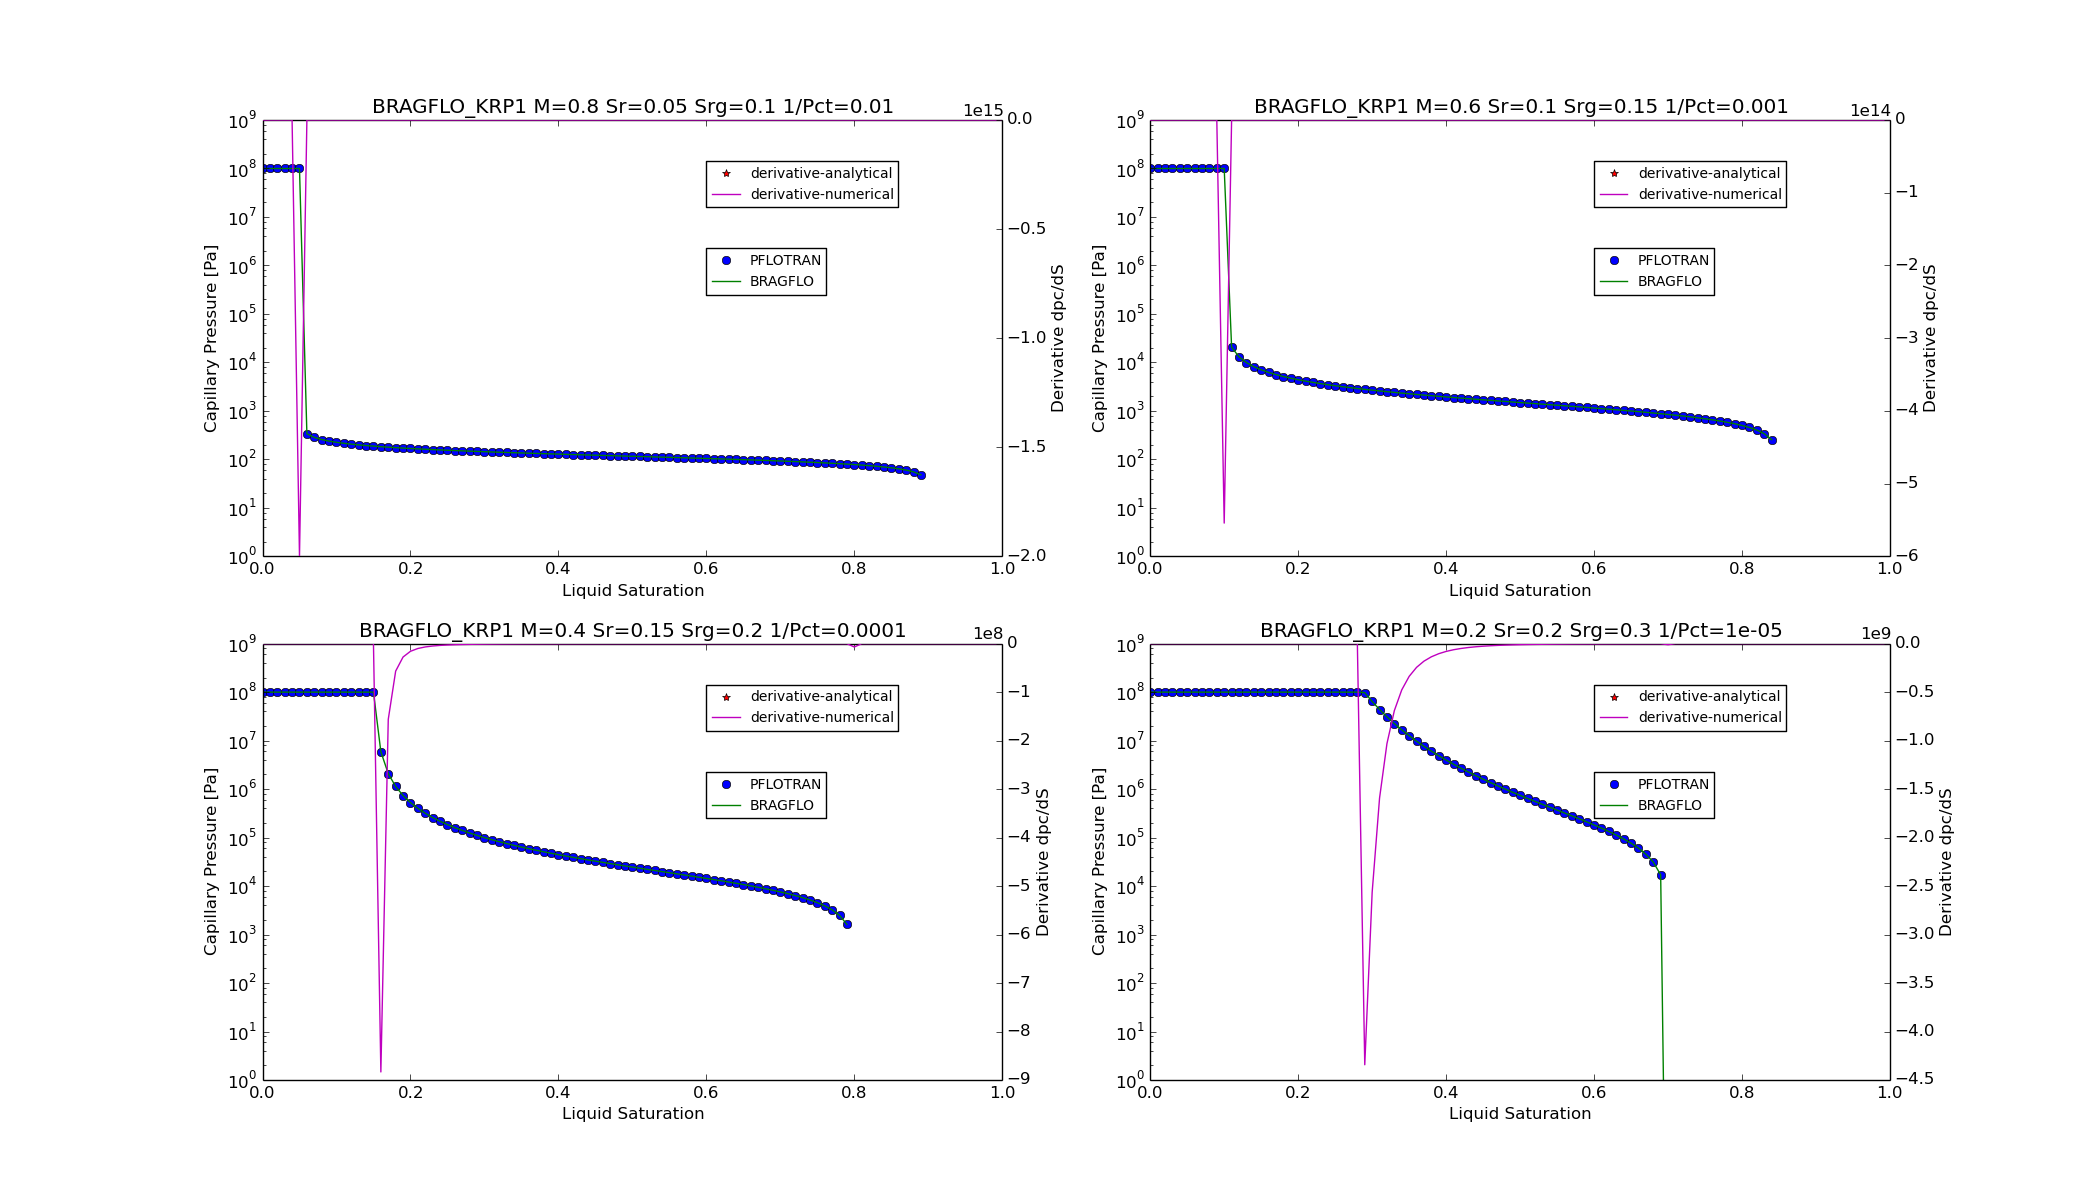 BRAGFLO_KRP1 M=0.8 Sr=0.05 Srg=0.1 1/Pct=0.01
1e15
10^9
10^8
10^7
10^6
10^5
10^4
10^3
10^2
10^1
10^0
Capillary Pressure [Pa]
derivative-analytical
derivative-numerical
PFLOTRAN
BRAGFLO
0.0
−0.5
−1.0
−1.5
−2.0
Derivative dpc/dS
0.0 0.2 0.4 0.6 0.8 1.0
Liquid Saturation
BRAGFLO_KRP1 M=0.6 Sr=0.1 Srg=0.15 1/Pct=0.001
1e14
10^9
10^8
10^7
10^6
10^5
10^4
10^3
10^2
10^1
10^0
Capillary Pressure [Pa]
derivative-analytical
derivative-numerical
PFLOTRAN
BRAGFLO
0
−1
−2
−3
−4
−5
−6
Derivative dpc/dS
0.0 0.2 0.4 0.6 0.8 1.0
Liquid Saturation
BRAGFLO_KRP1 M=0.4 Sr=0.15 Srg=0.2 1/Pct=0.0001
1e8
10^9
10^8
10^7
10^6
10^5
10^4
10^3
10^2
10^1
10^0
Capillary Pressure [Pa]
derivative-analytical
derivative-numerical
PFLOTRAN
BRAGFLO
0
−1
−2
−3
−4
−5
−6
−7
−8
−9
Derivative dpc/dS
0.0 0.2 0.4 0.6 0.8 1.0
Liquid Saturation
BRAGFLO_KRP1 M=0.2 Sr=0.2 Srg=0.3 1/Pct=1e-05
1e9
10^9
10^8
10^7
10^6
10^5
10^4
10^3
10^2
10^1
10^0
Capillary Pressure [Pa]
derivative-analytical
derivative-numerical
PFLOTRAN
BRAGFLO
0.0
−0.5
−1.0
−1.5
−2.0
−2.5
−3.0
−3.5
−4.0
−4.5
Derivative dpc/dS
0.0 0.2 0.4 0.6 0.8 1.0
Liquid Saturation